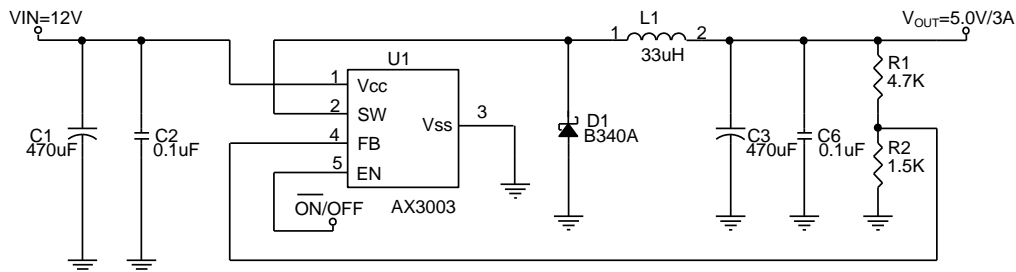 VIN=12V
L1
1 2
33uH
VOUT=5.0V/3A
U1
1 Vcc
2 SW
4 FB
5 EN
Vss 3
AX3003
ON/OFF
C1
470uF
C2
0.1uF
D1
B340A
C3
470uF
C6
0.1uF
R1
4.7K
R2
1.5K